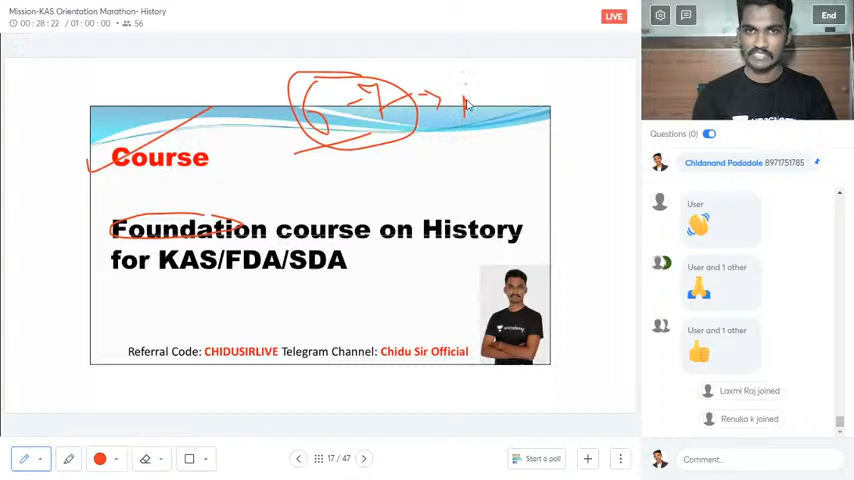 Mission-KAS Orientation Marathon- History
00 : 28 : 22 / 01 : 00 : 00 • 56
LIVE
End
Course
Foundation course on History
for KAS/FDA/SDA
unacademy
Referral Code: CHIDUSIRLIVE Telegram Channel: Chidu Sir Official
17 / 47
Start a poll
Questions (0)
Chidanand Padadale 8971751785
User
User and 1 other
User and 1 other
Laxmi Raj joined
Renuka k joined
Comment...